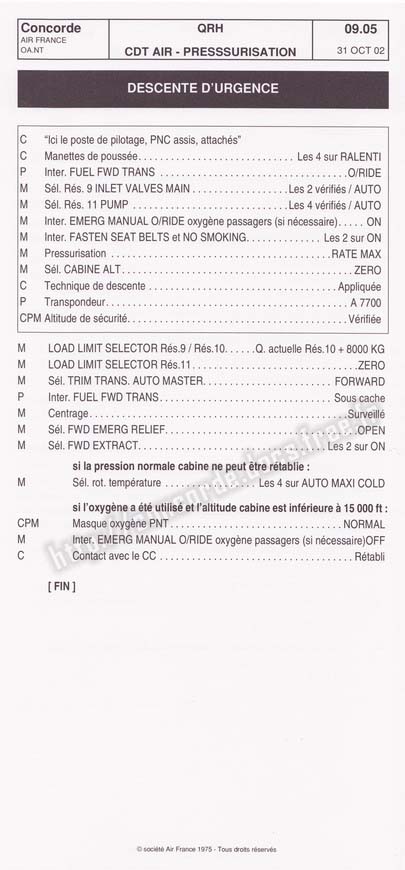 Concorde QRH 09.05
AIR FRANCE
OA.NT CDT AIR - PRESSSURISATION 31 OCT 02
DESCENTE D'URGENCE
C "Ici le poste de pilotage, PNC assis, attachés"
C Manettes de poussée. . . . . . . . . . . . . . . . . . . . . . . . Les 4 sur RALENTI
P Inter. FUEL FWD TRANS . . . . . . . . . . . . . . . . . . . . . . . . . . . . O/RIDE
M Sél. Rés. 9 INLET VALVES MAIN . . . . . . . . . . . . . Les 2 vérifiés / AUTO
M Sél. Rés. 11 PUMP . . . . . . . . . . . . . . . . . . . . . . . Les 4 vérifiés / AUTO
M Inter. EMERG MANUAL O/RIDE oxygène passagers (si nécessaire). . . . . ON
M Inter. FASTEN SEAT BELTS et NO SMOKING. . . . . . . . . . . . Les 2 sur ON
M Pressurisation . . . . . . . . . . . . . . . . . . . . . . . . . . . . . . . . . RATE MAX
M Sél. CABINE ALT. . . . . . . . . . . . . . . . . . . . . . . . . . . . . . . . . . . ZERO
C Technique de descente . . . . . . . . . . . . . . . . . . . . . . . . . . . Appliquée
P Transpondeur. . . . . . . . . . . . . . . . . . . . . . . . . . . . . . . . . . . . A 7700
CPM Altitude de sécurité. . . . . . . . . . . . . . . . . . . . . . . . . . . . . . . Vérifiée
M LOAD LIMIT SELECTOR Rés.9 / Rés.10. . . . . . Q. actuelle Rés.10 + 8000 KG
M LOAD LIMIT SELECTOR Rés.11 . . . . . . . . . . . . . . . . . . . . . . . . . . ZERO
M Sél. TRIM TRANS. AUTO MASTER. . . . . . . . . . . . . . . . . . . . . FORWARD
P Inter. FUEL FWD TRANS. . . . . . . . . . . . . . . . . . . . . . . . . . Sous cache
M Centrage. . . . . . . . . . . . . . . . . . . . . . . . . . . . . . . . . . . . . . Surveillé
M Sél. FWD EMERG RELIEF. . . . . . . . . . . . . . . . . . . . . . . . . . . . . OPEN
M Sél. FWD EXTRACT. . . . . . . . . . . . . . . . . . . . . . . . . . . . Les 2 sur ON
si la pression normale cabine ne peut être rétablie :
M Sél. rot. température . . . . . . . . . . . . . . . . Les 4 sur AUTO MAXI COLD
si l'oxygène a été utilisé et l'altitude cabine est inférieure à 15 000 ft :
CPM Masque oxygène PNT . . . . . . . . . . . . . . . . . . . . . . . . . . . NORMAL
M Inter. EMERG MANUAL O/RIDE oxygène passagers (si nécessaire)OFF
C Contact avec le CC . . . . . . . . . . . . . . . . . . . . . . . . . . . . . . . . Rétabli
[ FIN ]
© société Air France 1975 - Tous droits réservés